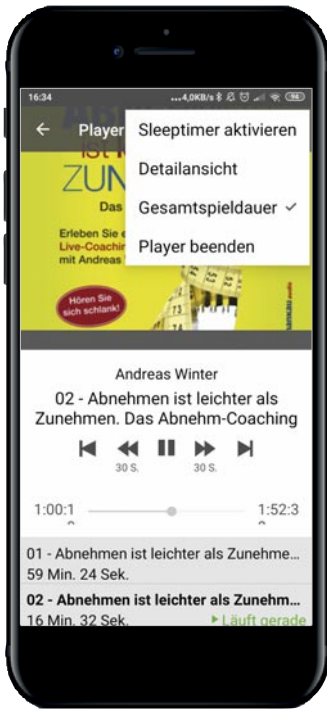 16:34
...4,0KB/s
94
Player
Sleeptimer aktivieren
Detailansicht
Gesamtspieldauer
Player beenden
ZUN
Das
Erleben Sie e
Live-Coachin
mit Andreas
Hören Sie
sich schlank!
Andreas Winter
02 - Abnehmen ist leichter als
Zunehmen. Das Abnehm-Coaching
30 S.
30 S.
1:00:1
1:52:3
01 - Abnehmen ist leichter als Zunehme...
59 Min. 24 Sek.
02 - Abnehmen ist leichter als Zunehm...
16 Min. 32 Sek.
Läuft gerade